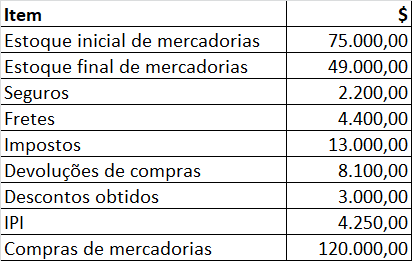 Item $
Estoque inicial de mercadorias 75.000,00
Estoque final de mercadorias 49.000,00
Seguros 2.200,00
Fretes 4.400,00
Impostos 13.000,00
Devoluções de compras 8.100,00
Descontos obtidos 3.000,00
IPI 4.250,00
Compras de mercadorias 120.000,00